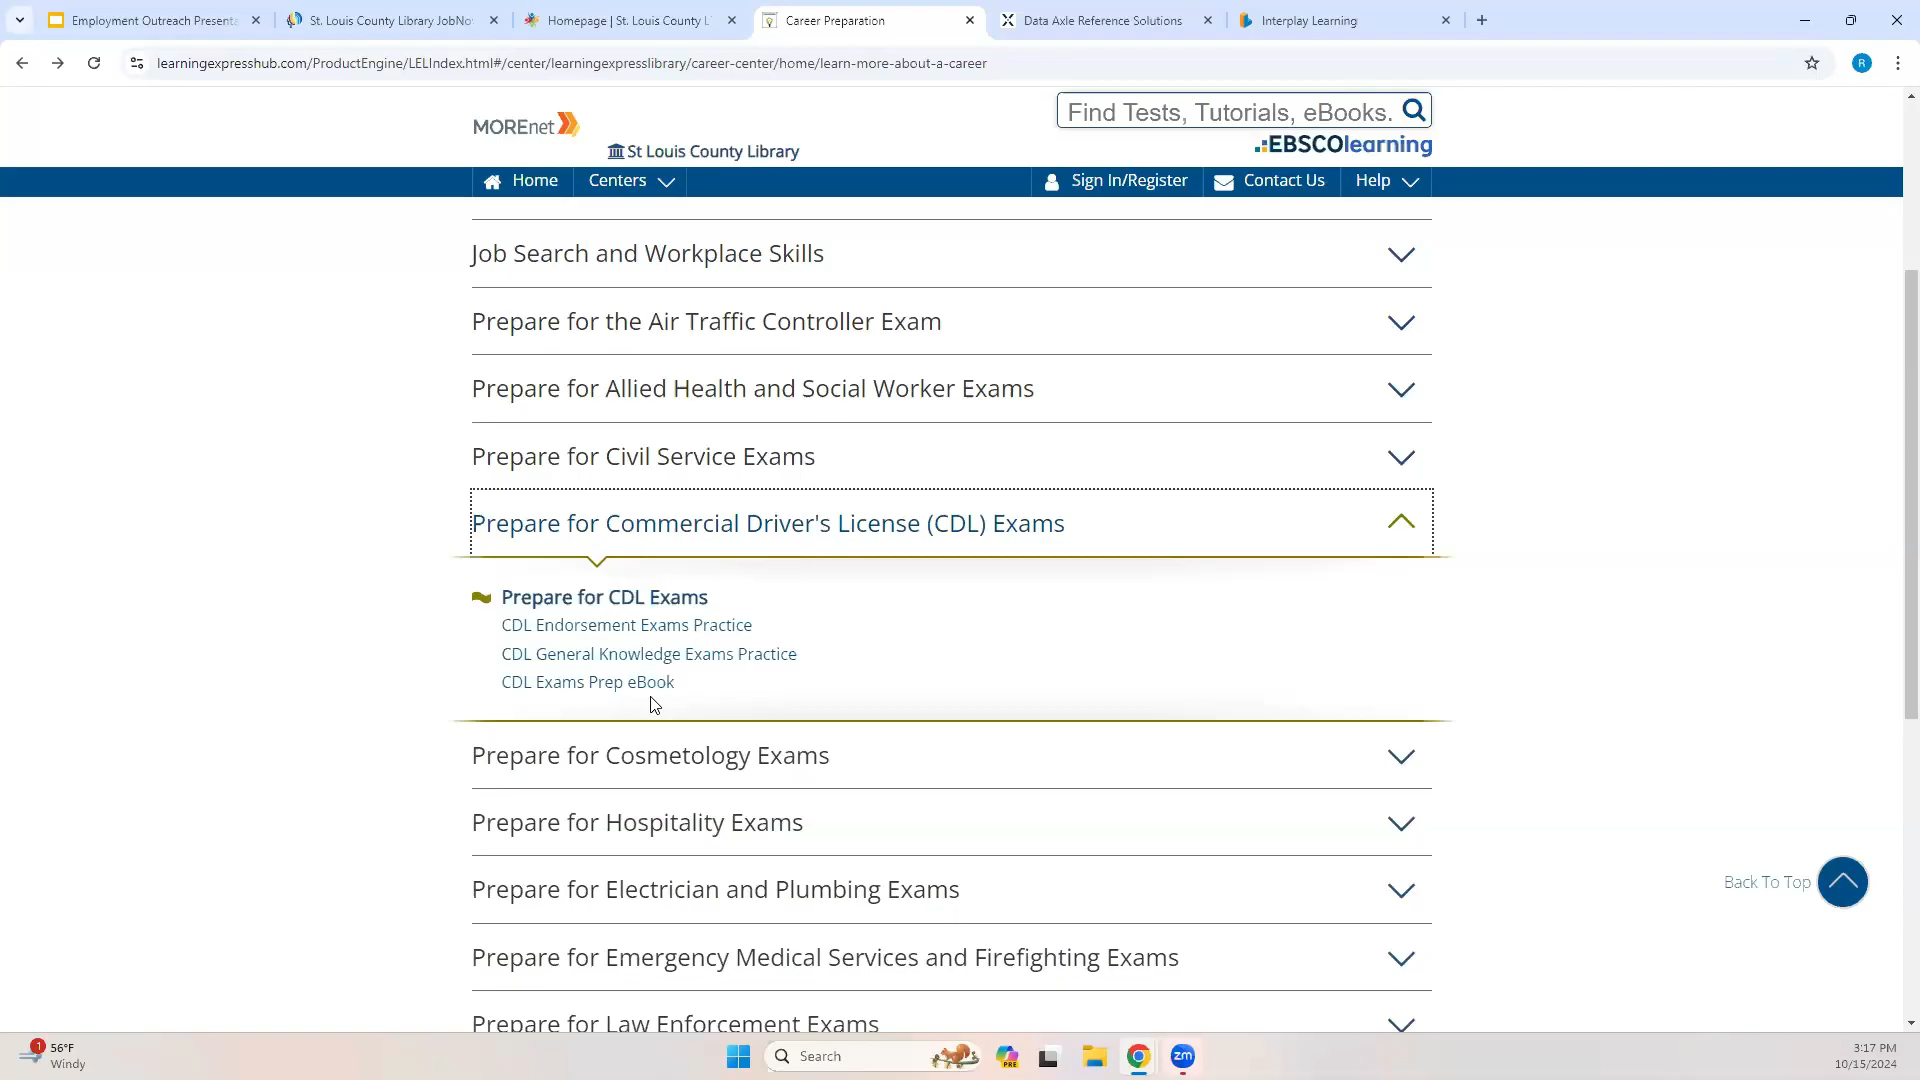 Employment Outreach Presenta
St. Louis County Library JobNo
Homepage | St. Louis County L
Career Preparation
Data Axle Reference Solutions
Interplay Learning
learningexpresshub.com/ProductEngine/LELIndex.html#/center/learningexpresslibrary/career-center/home/learn-more-about-a-career
R
MOREnet
St Louis County Library
Find Tests, Tutorials, eBooks.
EBSCOlearning
Home
Centers
Sign In/Register
Contact Us
Help
Job Search and Workplace Skills
Prepare for the Air Traffic Controller Exam
Prepare for Allied Health and Social Worker Exams
Prepare for Civil Service Exams
Prepare for Commercial Driver's License (CDL) Exams
Prepare for CDL Exams
CDL Endorsement Exams Practice
CDL General Knowledge Exams Practice
CDL Exams Prep eBook
Prepare for Cosmetology Exams
Prepare for Hospitality Exams
Prepare for Electrician and Plumbing Exams
Back To Top
Prepare for Emergency Medical Services and Firefighting Exams
Prepare for Law Enforcement Exams
1
56°F
Windy
Search
PRE
zm
3:17 PM
10/15/2024